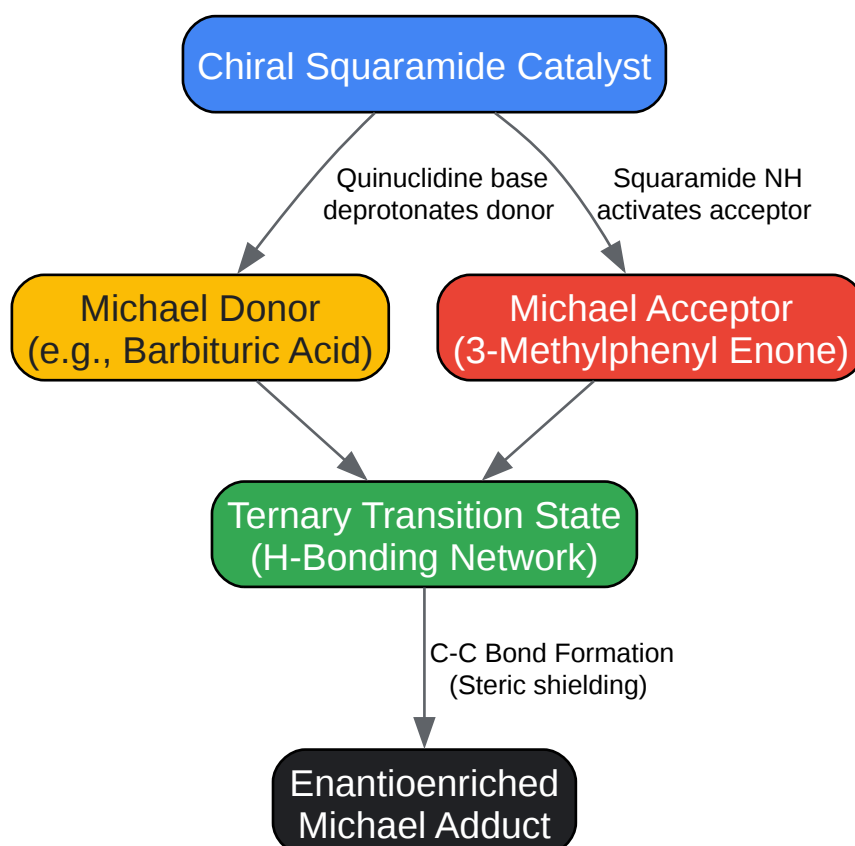 Chiral Squaramide Catalyst
Quinuclidine base
deprotonates donor
Squaramide NH
activates acceptor
Michael Donor
(e.g., Barbituric Acid)
Michael Acceptor
(3-Methylphenyl Enone)
Ternary Transition State
(H-Bonding Network)
C-C Bond Formation
(Steric shielding)
Enantioenriched
Michael Adduct